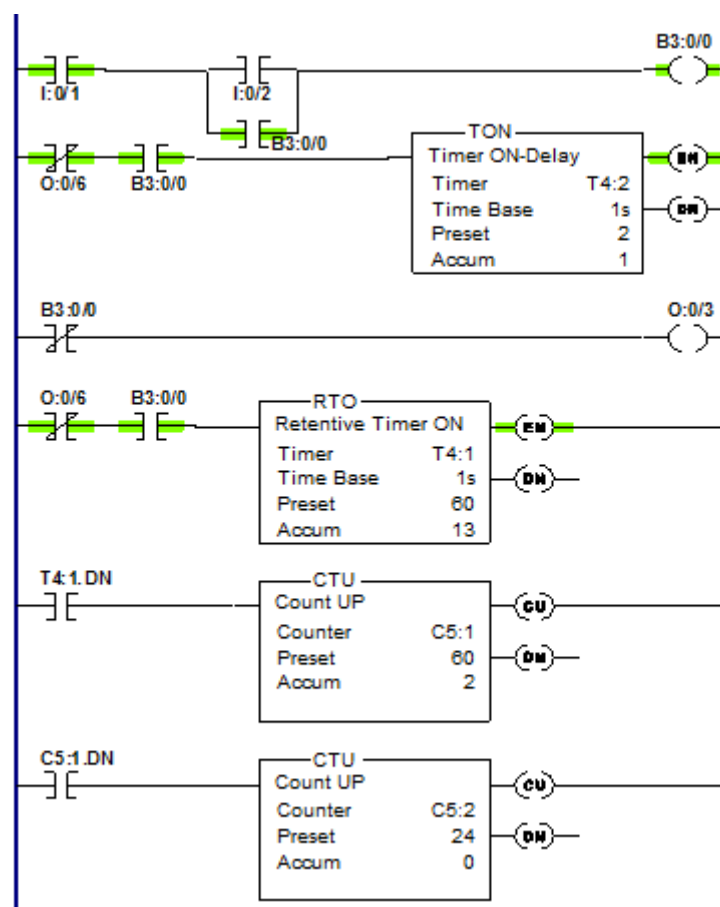 B3:0/0
I:0/1
I:0/2
B3:0/0
TON
Timer ON-Delay
EN
Timer T4:2
Time Base 1s
DN
Preset 2
Accum 1
O:0/6
B3:0/0
B3:0/0
O:0/3
O:0/6
B3:0/0
RTO
Retentive Timer ON
EN
Timer T4:1
Time Base 1s
DN
Preset 60
Accum 13
T4:1.DN
CTU
Count UP
CU
Counter C5:1
Preset 60
DN
Accum 2
C5:1.DN
CTU
Count UP
CU
Counter C5:2
Preset 24
DN
Accum 0